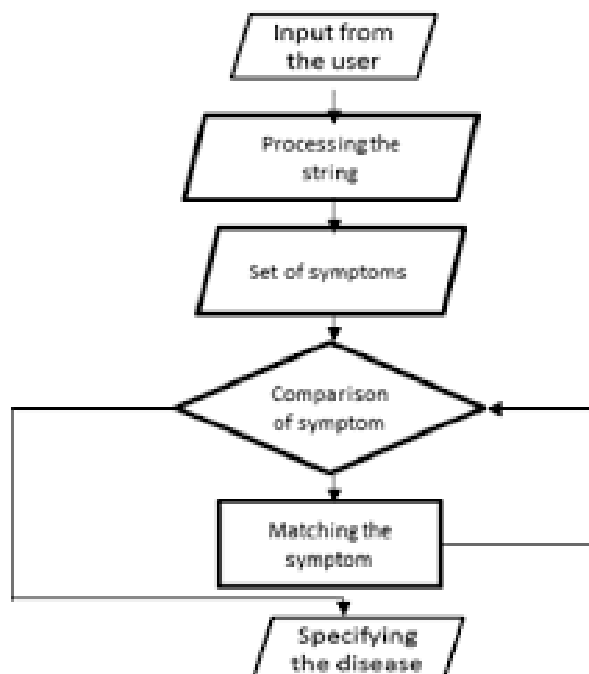 Input from
the user
Processing the
string
Set of symptoms
Comparison
of symptom
Matching the
symptom
Specifying
the disease